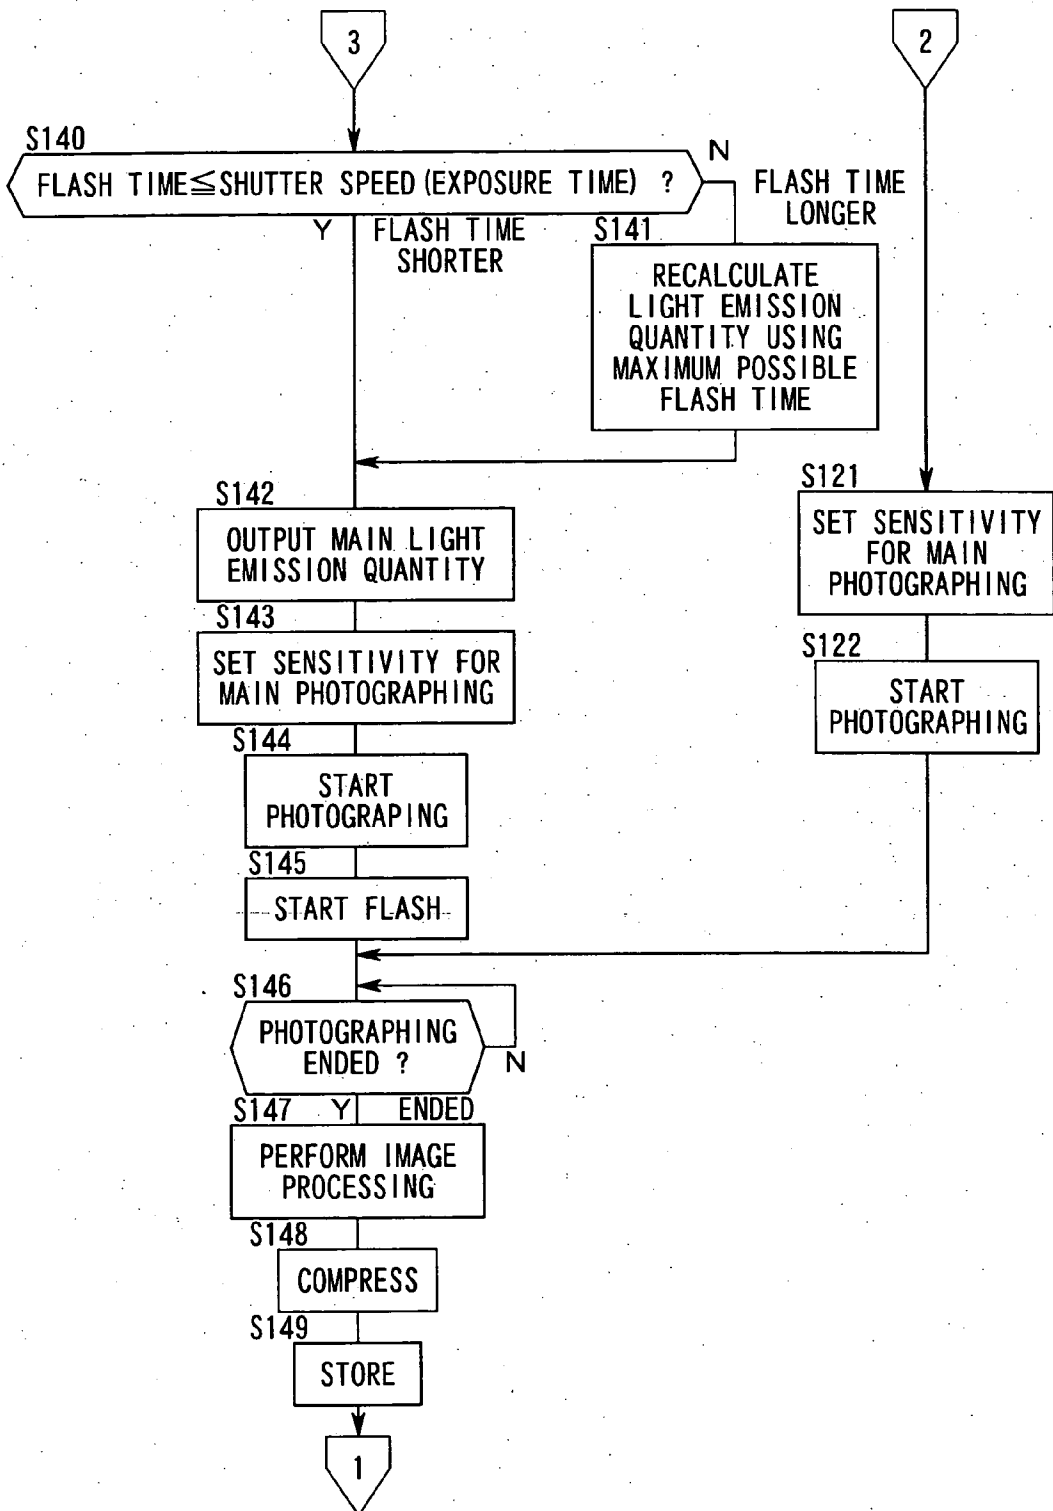 3
2
S140
FLASH TIME≦SHUTTER SPEED (EXPOSURE TIME) ?
N
Y
FLASH TIME
SHORTER
FLASH TIME
LONGER
S141
RECALCULATE
LIGHT EMISSION
QUANTITY USING
MAXIMUM POSSIBLE
FLASH TIME
S142
OUTPUT MAIN LIGHT
EMISSION QUANTITY
S143
SET SENSITIVITY FOR
MAIN PHOTOGRAPHING
S144
START
PHOTOGRAPING
S145
START FLASH
S121
SET SENSITIVITY
FOR MAIN
PHOTOGRAPHING
S122
START
PHOTOGRAPHING
S146
PHOTOGRAPHING
ENDED ?
N
Y
ENDED
S147
PERFORM IMAGE
PROCESSING
S148
COMPRESS
S149
STORE
1